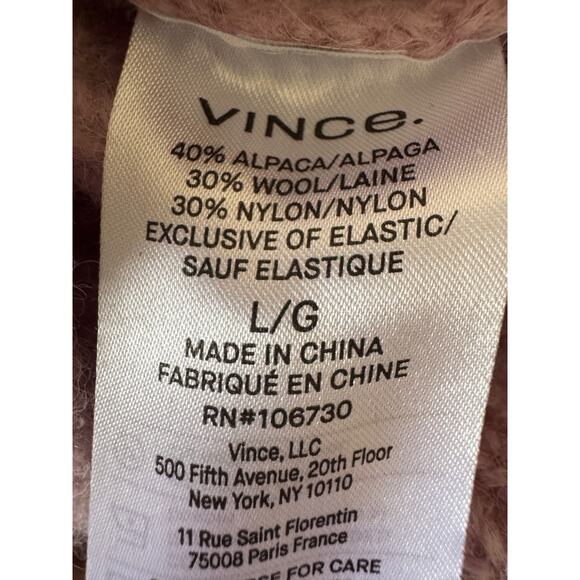 VINCE.
40% ALPACA/ALPAGA
30% WOOL/LAINE
30% NYLON/NYLON
EXCLUSIVE OF ELASTIC/
SAUF ELASTIQUE
L/G
MADE IN CHINA
FABRIQUÉ EN CHINE
RN#106730
Vince, LLC
500 Fifth Avenue, 20th Floor
New York, NY 10110
11 Rue Saint Florentin
75008 Paris France
FOR CARE